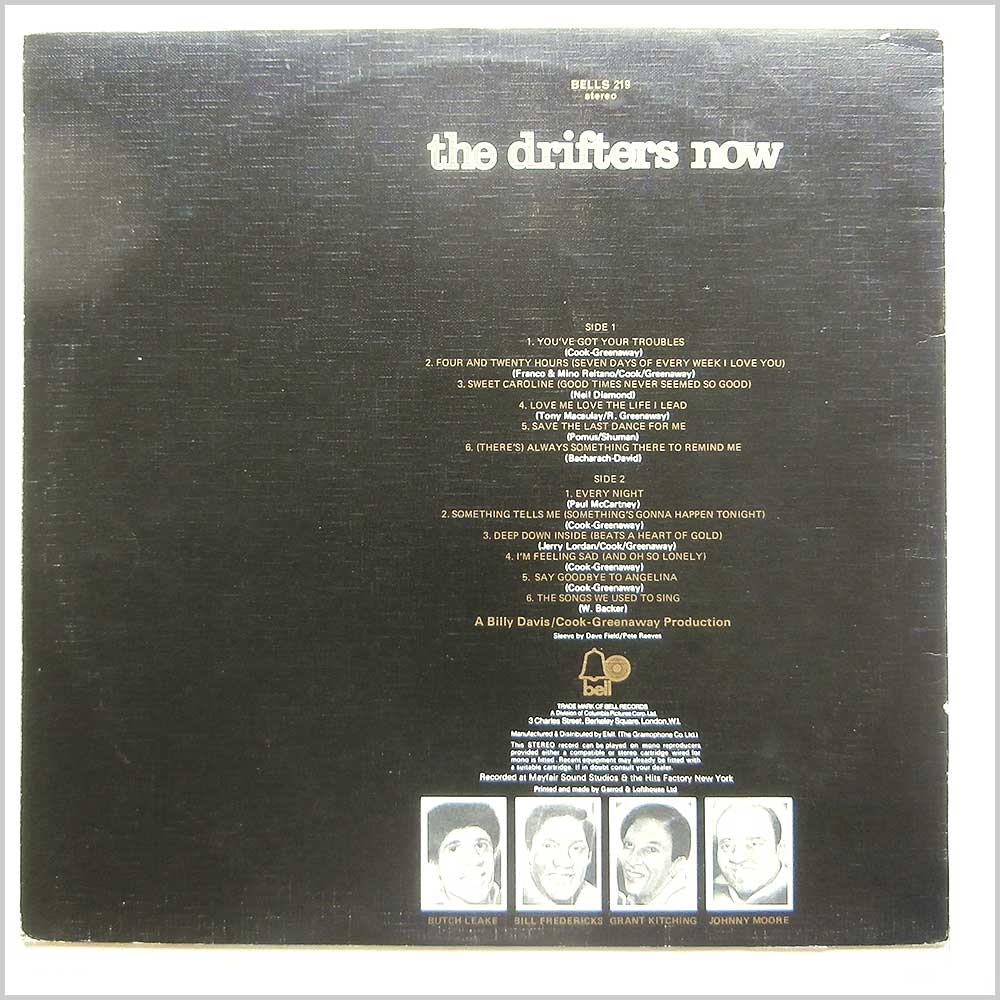 BELLS 219
stereo
the drifters now
SIDE 1
1. YOU'VE GOT YOUR TROUBLES
(Cook-Greenaway)
2. FOUR AND TWENTY HOURS (SEVEN DAYS OF EVERY WEEK I LOVE YOU)
(Franco & Mino Reitano/Cook/Greenaway)
3. SWEET CAROLINE (GOOD TIMES NEVER SEEMED SO GOOD)
(Neil Diamond)
4. LOVE ME LOVE THE LIFE I LEAD
(Tony Macaulay/R. Greenaway)
5. SAVE THE LAST DANCE FOR ME
(Pomus/Shuman)
6. (THERE'S) ALWAYS SOMETHING THERE TO REMIND ME
(Bacharach-David)
SIDE 2
1. EVERY NIGHT
(Paul McCartney)
2. SOMETHING TELLS ME (SOMETHING'S GONNA HAPPEN TONIGHT)
(Cook-Greenaway)
3. DEEP DOWN INSIDE (BEATS A HEART OF GOLD)
(Jerry Lordan/Cook/Greenaway)
4. I'M FEELING SAD (AND OH SO LONELY)
(Cook-Greenaway)
5. SAY GOODBYE TO ANGELINA
(Cook-Greenaway)
6. THE SONGS WE USED TO SING
(W. Backer)
A Billy Davis/Cook-Greenaway Production
Sleeve by Dave Field/Pete Reeves
bell
TRADE MARK OF BELL RECORDS
A Division of Columbia Pictures Corp. Ltd.
3 Charles Street, Berkeley Square, London, W1
Manufactured & Distributed by EMI. (The Gramophone Co. Ltd.)
This STEREO record can be played on mono reproducers
provided either a compatible or stereo cartridge wired for
mono is fitted. Recent equipment may already be fitted with
a suitable cartridge. If in doubt consult your dealer.
Recorded at Mayfair Sound Studios & the Hits Factory New York
Printed and made by Garrod & Lofthouse Ltd
BUTCH LEAKE BILL FREDERICKS GRANT KITCHING JOHNNY MOORE